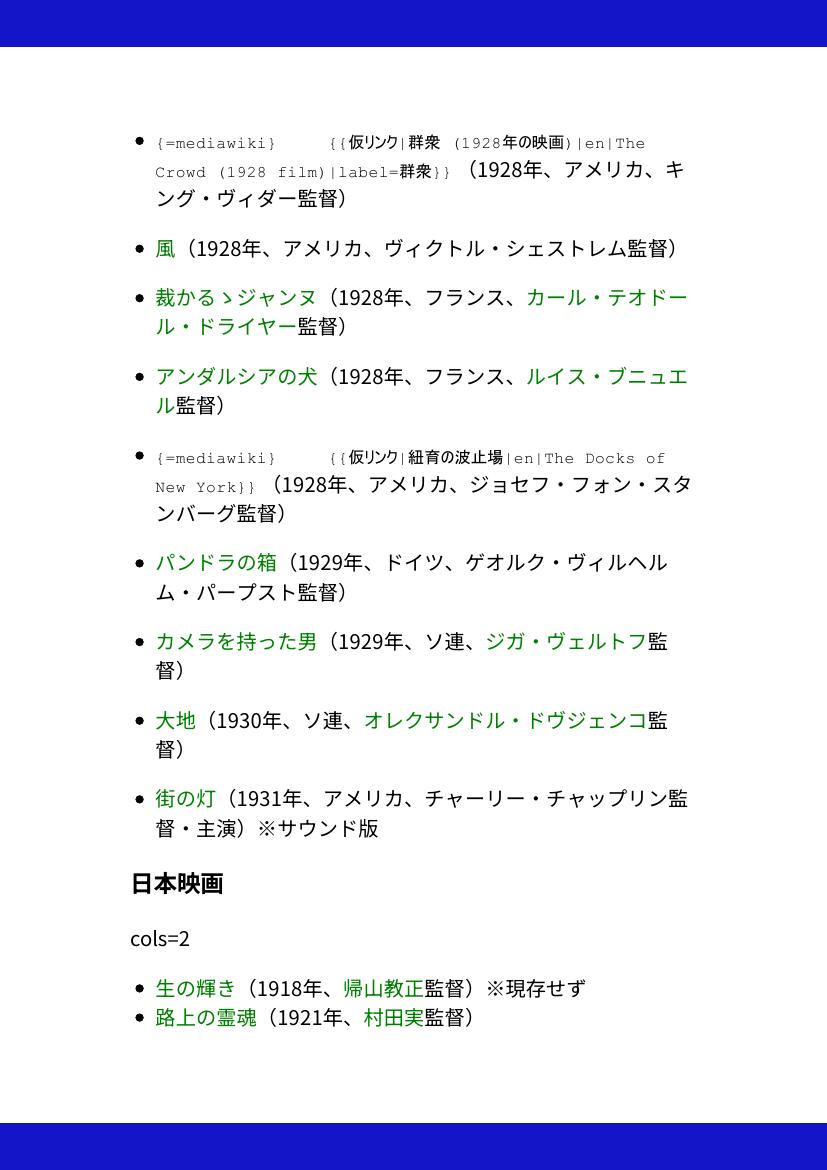 • {=mediawiki} {{仮リンク|群衆 (1928年の映画)|en|The
Crowd (1928 film)|label=群衆}}（1928年、アメリカ、キ
ング・ヴィダー監督）
• 風（1928年、アメリカ、ヴィクトル・シェストレム監督）
• 裁かるゝジャンヌ（1928年、フランス、カール・テオドー
ル・ドライヤー監督）
• アンダルシアの犬（1928年、フランス、ルイス・ブニュエ
ル監督）
• {=mediawiki} {{仮リンク|紐育の波止場|en|The Docks of
New York}}（1928年、アメリカ、ジョセフ・フォン・スタ
ンバーグ監督）
• パンドラの箱（1929年、ドイツ、ゲオルク・ヴィルヘル
ム・パープスト監督）
• カメラを持った男（1929年、ソ連、ジガ・ヴェルトフ監
督）
• 大地（1930年、ソ連、オレクサンドル・ドヴジェンコ監
督）
• 街の灯（1931年、アメリカ、チャーリー・チャップリン監
督・主演）※サウンド版
日本映画
cols=2
• 生の輝き（1918年、帰山教正監督）※現存せず
• 路上の霊魂（1921年、村田実監督）